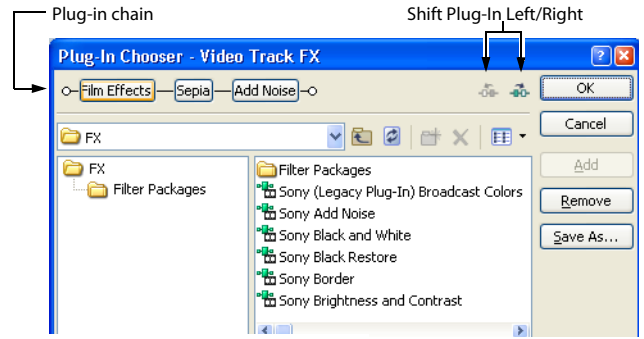 Plug-in chain
Shift Plug-In Left/Right
Plug-In Chooser - Video Track FX
Film Effects
Sepia
Add Noise
OK
Cancel
Add
Remove
Save As...
FX
FX
Filter Packages
Filter Packages
Sony (Legacy Plug-In) Broadcast Colors
Sony Add Noise
Sony Black and White
Sony Black Restore
Sony Border
Sony Brightness and Contrast